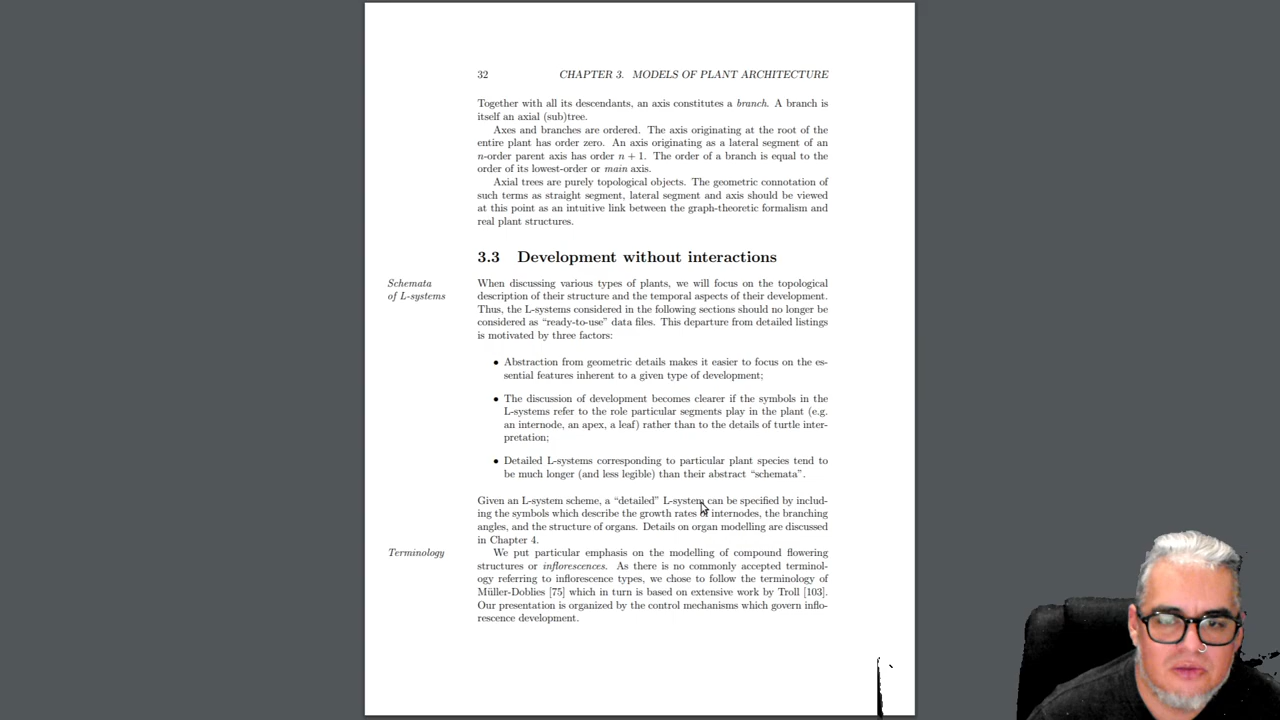 32 CHAPTER 3. MODELS OF PLANT ARCHITECTURE
Together with all its descendants, an axis constitutes a branch. A branch is
itself an axial (sub)tree.
Axes and branches are ordered. The axis originating at the root of the
entire plant has order zero. An axis originating as a lateral segment of an
n-order parent axis has order n + 1. The order of a branch is equal to the
order of its lowest-order or main axis.
Axial trees are purely topological objects. The geometric connotation of
such terms as straight segment, lateral segment and axis should be viewed
at this point as an intuitive link between the graph-theoretic formalism and
real plant structures.
3.3 Development without interactions
Schemata
of L-systems
When discussing various types of plants, we will focus on the topological
description of their structure and the temporal aspects of their development.
Thus, the L-systems considered in the following sections should no longer be
considered as “ready-to-use” data files. This departure from detailed listings
is motivated by three factors:
• Abstraction from geometric details makes it easier to focus on the es-
sential features inherent to a given type of development;
• The discussion of development becomes clearer if the symbols in the
L-systems refer to the role particular segments play in the plant (e.g.
an internode, an apex, a leaf) rather than to the details of turtle inter-
pretation;
• Detailed L-systems corresponding to particular plant species tend to
be much longer (and less legible) than their abstract “schemata”.
Given an L-system scheme, a “detailed” L-system can be specified by includ-
ing the symbols which describe the growth rates of internodes, the branching
angles, and the structure of organs. Details on organ modelling are discussed
in Chapter 4.
Terminology
We put particular emphasis on the modelling of compound flowering
structures or inflorescences. As there is no commonly accepted terminol-
ogy referring to inflorescence types, we chose to follow the terminology of
Müller-Doblies [75] which in turn is based on extensive work by Troll [103].
Our presentation is organized by the control mechanisms which govern inflo-
rescence development.